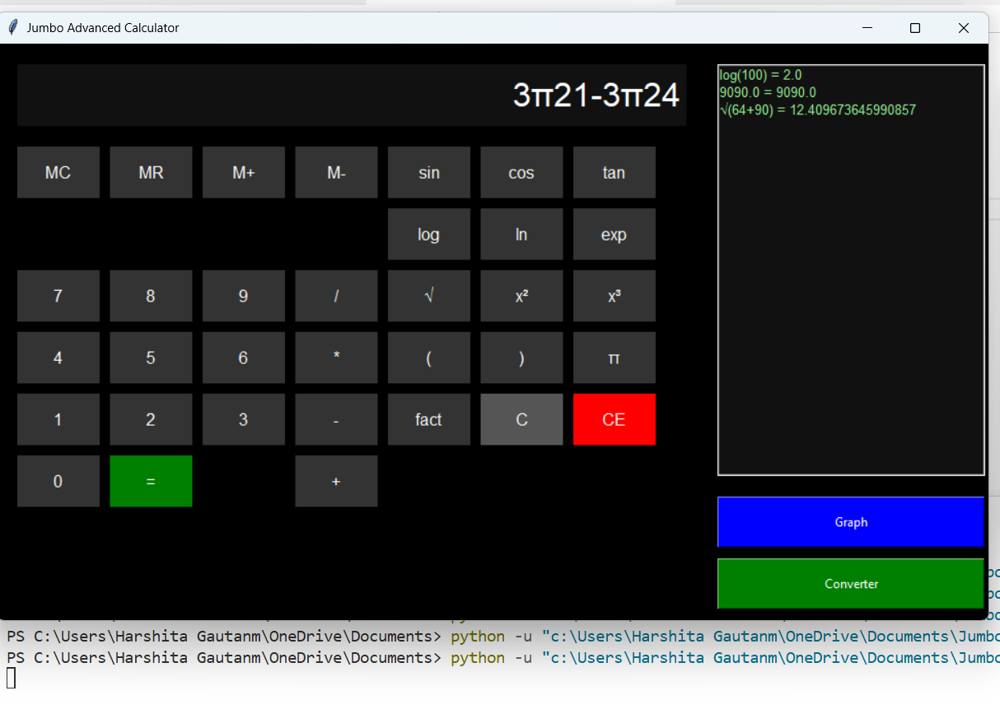 Jumbo Advanced Calculator
3π21-3π24
MC MR M+ M- sin cos tan
log ln exp
7 8 9 / √ x² x³
4 5 6 * ( ) π
1 2 3 - fact C CE
0 = +
log(100) = 2.0
9090.0 = 9090.0
√(64+90) = 12.409673645990857
Graph
Converter
PS C:\Users\Harshita Gautanm\OneDrive\Documents> python -u "c:\Users\Harshita Gautanm\OneDrive\Documents\Jumbo
PS C:\Users\Harshita Gautanm\OneDrive\Documents> python -u "c:\Users\Harshita Gautanm\OneDrive\Documents\Jumbo